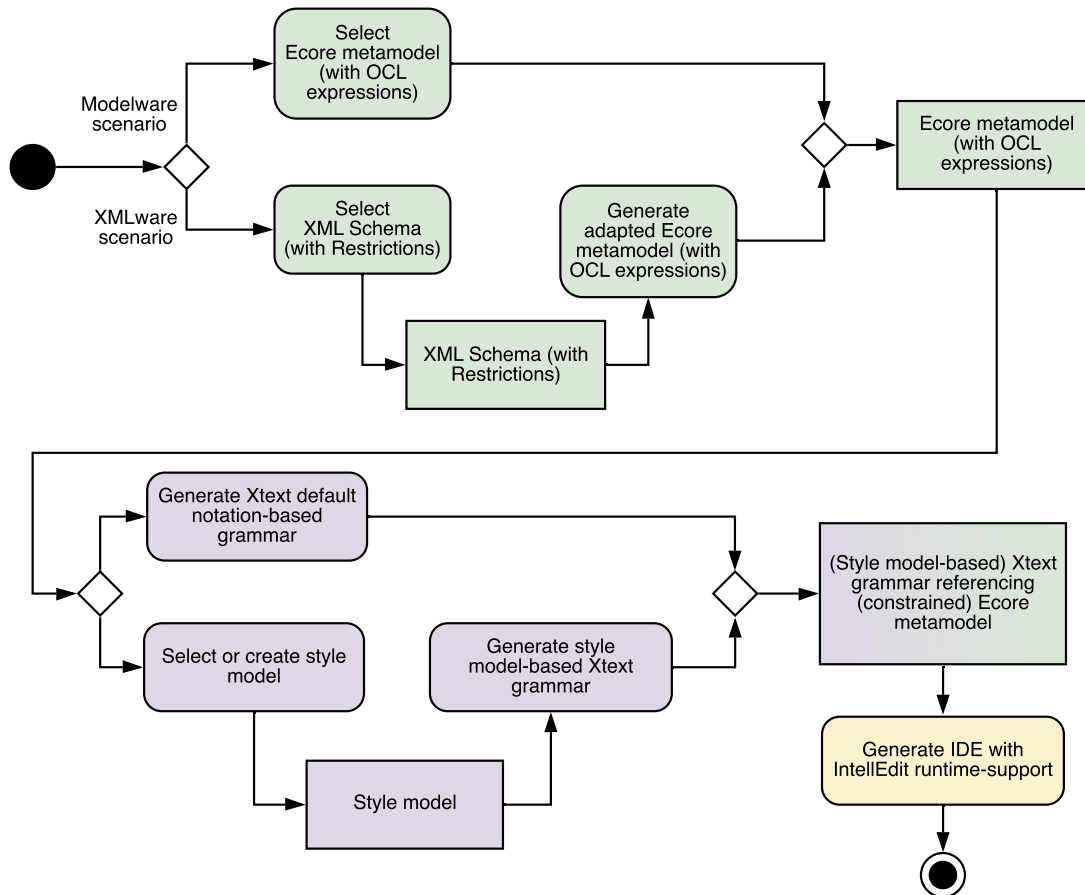 Select
Ecore metamodel
(with OCL
expressions)
Modelware
scenario
Ecore metamodel
(with OCL
expressions)
XMLware
scenario
Select
XML Schema
(with Restrictions)
Generate
adapted Ecore
metamodel (with
OCL expressions)
XML Schema (with
Restrictions)
Generate Xtext default
notation-based
grammar
(Style model-based) Xtext
grammar referencing
(constrained) Ecore
metamodel
Select or create style
model
Generate style
model-based Xtext
grammar
Style model
Generate IDE with
IntellEdit runtime-support